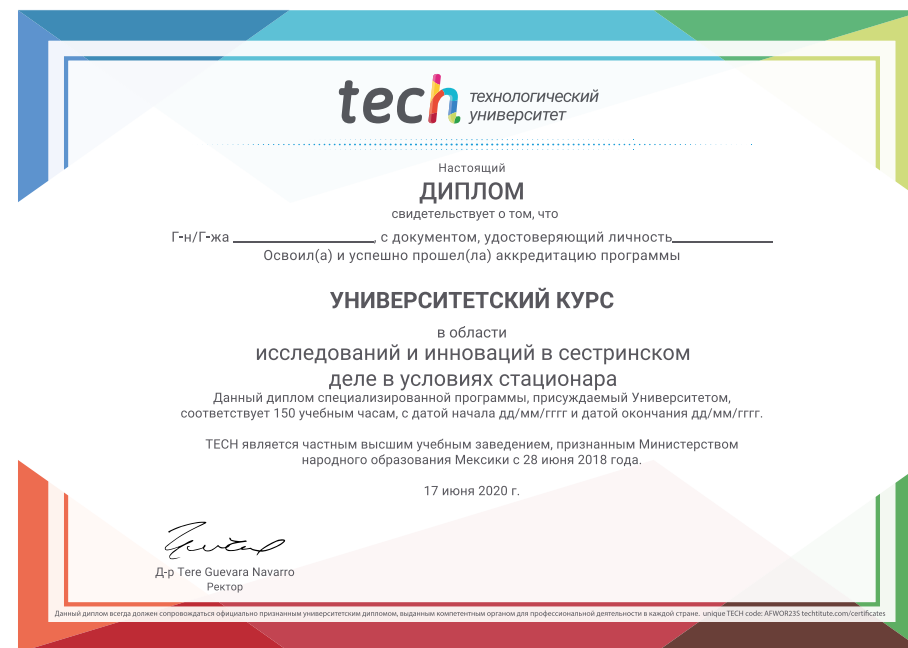 tech технологический университет
Настоящий
ДИПЛОМ
свидетельствует о том, что
Г-н/Г-жа ________________, с документом, удостоверяющий личность____________
Освоил(а) и успешно прошел(ла) аккредитацию программы
УНИВЕРСИТЕТСКИЙ КУРС
в области
исследований и инноваций в сестринском
деле в условиях стационара
Данный диплом специализированной программы, присуждаемый Университетом,
соответствует 150 учебным часам, с датой начала дд/мм/гггг и датой окончания дд/мм/гггг.
TECH является частным высшим учебным заведением, признанным Министерством
народного образования Мексики с 28 июня 2018 года.
17 июня 2020 г.
Д-р Tere Guevara Navarro
Ректор
Данный диплом всегда должен сопровождаться официально признанным университетским дипломом, выданным компетентным органом для профессиональной деятельности в каждой стране. unique TECH code: AFWOR23S techtitute.com/certificates